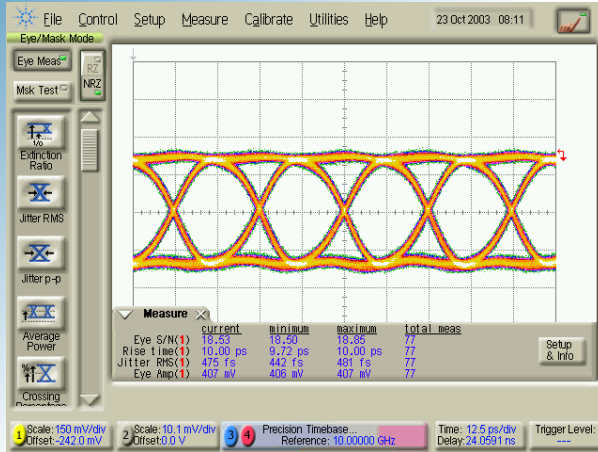 File Control Setup Measure Calibrate Utilities Help 23 Oct 2003 08:11
Eye/Mask Mode
Eye Meas
RZ
NRZ
Msk Test
1/0
Extinction
Ratio
Jitter RMS
Jitter p-p
Average
Power
Crossing
Percentage
Measure
current minimum maximum total meas
Eye S/N(1) 18.53 18.50 18.85 77
Rise time(1) 10.00 ps 9.72 ps 10.00 ps 77
Jitter RMS(1) 475 fs 442 fs 481 fs 77
Eye Amp(1) 407 mV 406 mV 407 mV 77
Setup
& Info
1 Scale:150 mV/div
Offset:-242.0 mV
2 Scale:10.1 mV/div
Offset:0.0 V
3 4 Precision Timebase...
Reference: 10.00000 GHz
Time: 12.5 ps/div
Delay:24.0591 ns
Trigger Level:
---